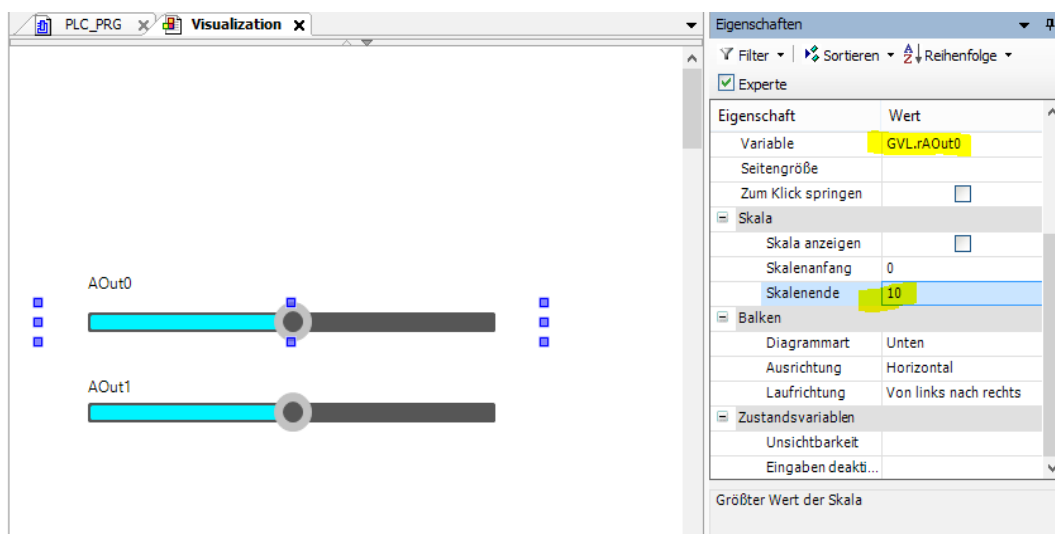 PLC_PRG
Visualization
AOut0
AOut1
Eigenschaften
Filter
Sortieren
Reihenfolge
Experte
Eigenschaft Wert
Variable GVL.rAOut0
Seitengröße
Zum Klick springen
Skala
Skala anzeigen
Skalenanfang 0
Skalenende 10
Balken
Diagrammart Unten
Ausrichtung Horizontal
Laufrichtung Von links nach rechts
Zustandsvariablen
Unsichtbarkeit
Eingaben deakti...
Größter Wert der Skala